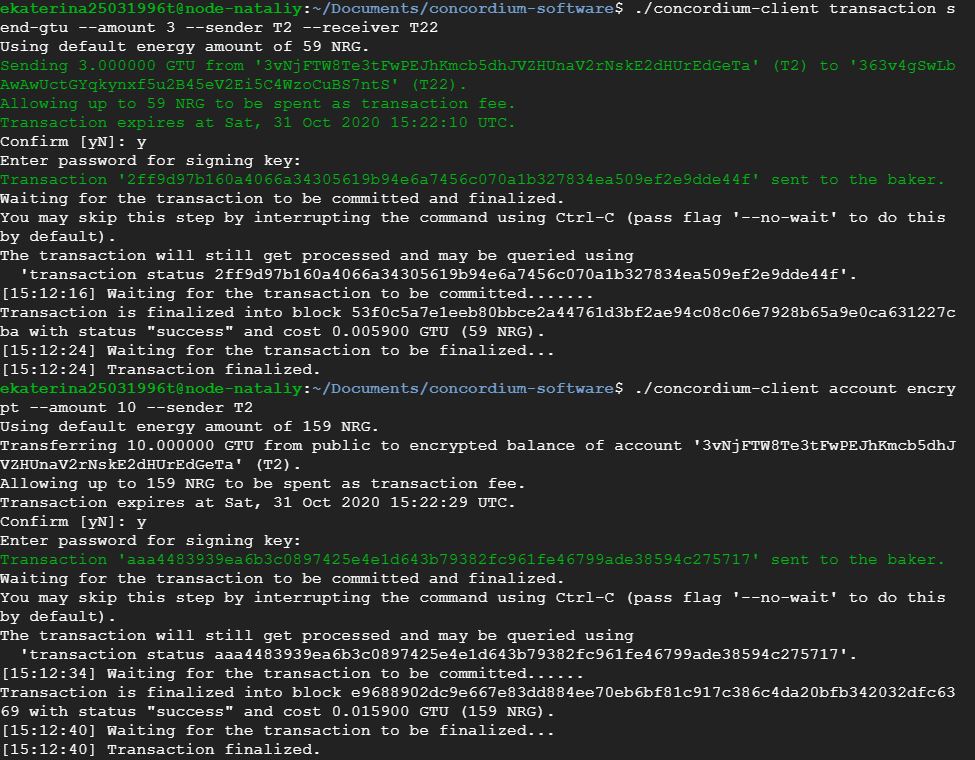 ekaterina25031996t@node-nataliy:~/Documents/concordium-software$ ./concordium-client transaction s
end-gtu --amount 3 --sender T2 --receiver T22
Using default energy amount of 59 NRG.
Sending 3.000000 GTU from '3vNjFTW8Te3tFwPEJhKmcb5dhJVZHUnaV2rNskE2dHUrEdGeTa' (T2) to '363v4gSwLb
AwAwUctGYqkynxf5u2B45eV2Ei5C4WzoCuBS7ntS' (T22).
Allowing up to 59 NRG to be spent as transaction fee.
Transaction expires at Sat, 31 Oct 2020 15:22:10 UTC.
Confirm [yN]: y
Enter password for signing key:
Transaction '2ff9d97b160a4066a34305619b94e6a7456c070a1b327834ea509ef2e9dde44f' sent to the baker.
Waiting for the transaction to be committed and finalized.
You may skip this step by interrupting the command using Ctrl-C (pass flag '--no-wait' to do this
by default).
The transaction will still get processed and may be queried using
  'transaction status 2ff9d97b160a4066a34305619b94e6a7456c070a1b327834ea509ef2e9dde44f'.
[15:12:16] Waiting for the transaction to be committed.......
Transaction is finalized into block 53f0c5a7e1eeb80bbce2a44761d3bf2ae94c08c06e7928b65a9e0ca631227c
ba with status "success" and cost 0.005900 GTU (59 NRG).
[15:12:24] Waiting for the transaction to be finalized...
[15:12:24] Transaction finalized.
ekaterina25031996t@node-nataliy:~/Documents/concordium-software$ ./concordium-client account encry
pt --amount 10 --sender T2
Using default energy amount of 159 NRG.
Transferring 10.000000 GTU from public to encrypted balance of account '3vNjFTW8Te3tFwPEJhKmcb5dhJ
VZHUnaV2rNskE2dHUrEdGeTa' (T2).
Allowing up to 159 NRG to be spent as transaction fee.
Transaction expires at Sat, 31 Oct 2020 15:22:29 UTC.
Confirm [yN]: y
Enter password for signing key:
Transaction 'aaa4483939ea6b3c0897425e4e1d643b79382fc961fe46799ade38594c275717' sent to the baker.
Waiting for the transaction to be committed and finalized.
You may skip this step by interrupting the command using Ctrl-C (pass flag '--no-wait' to do this
by default).
The transaction will still get processed and may be queried using
  'transaction status aaa4483939ea6b3c0897425e4e1d643b79382fc961fe46799ade38594c275717'.
[15:12:34] Waiting for the transaction to be committed......
Transaction is finalized into block e9688902dc9e667e83dd884ee70eb6bf81c917c386c4da20bfb342032dfc63
69 with status "success" and cost 0.015900 GTU (159 NRG).
[15:12:40] Waiting for the transaction to be finalized...
[15:12:40] Transaction finalized.